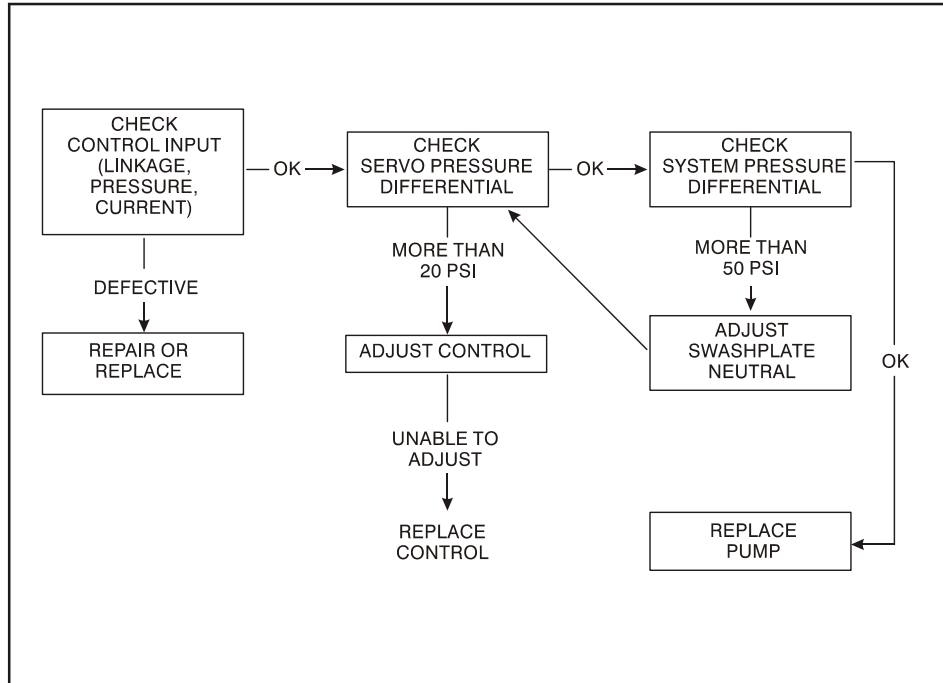 CHECK
CONTROL INPUT
(LINKAGE,
PRESSURE,
CURRENT)
OK
CHECK
SERVO PRESSURE
DIFFERENTIAL
OK
CHECK
SYSTEM PRESSURE
DIFFERENTIAL
DEFECTIVE
REPAIR OR
REPLACE
MORE THAN
20 PSI
ADJUST CONTROL
UNABLE TO
ADJUST
REPLACE
CONTROL
MORE THAN
50 PSI
ADJUST
SWASHPLATE
NEUTRAL
OK
REPLACE
PUMP